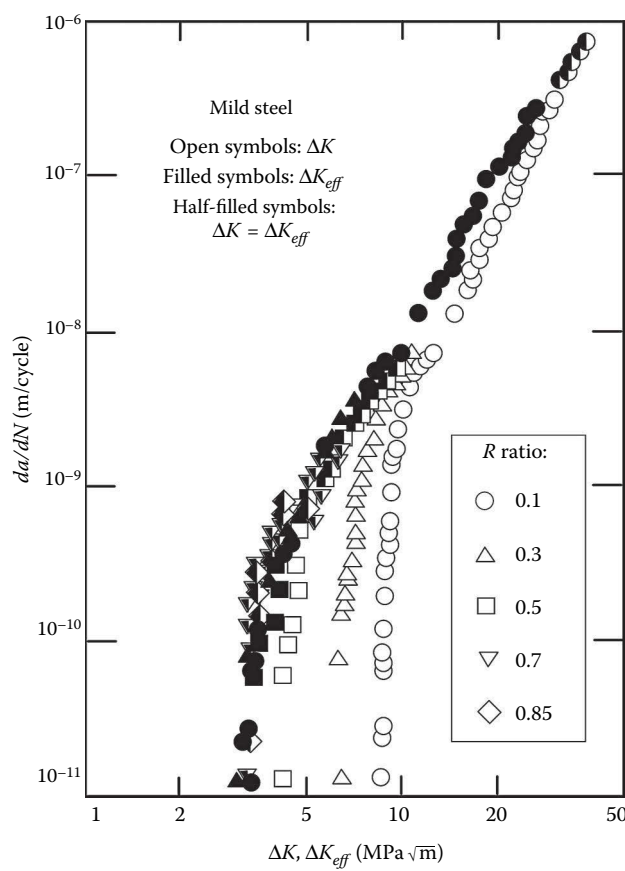 10⁻⁶
10⁻⁷
10⁻⁸
10⁻⁹
10⁻¹⁰
10⁻¹¹
da/dN (m/cycle)
Mild steel
Open symbols: ΔK
Filled symbols: ΔK_eff
Half-filled symbols:
ΔK = ΔK_eff
R ratio:
0.1
0.3
0.5
0.7
0.85
1 2 5 10 20 50
ΔK, ΔK_eff (MPa √m)